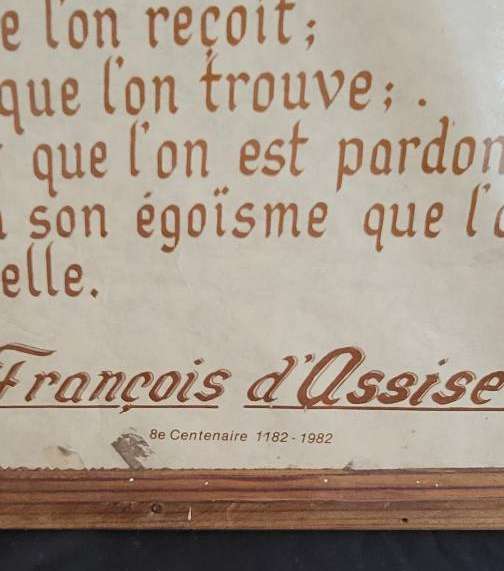 e l'on reçoit;
que l'on trouve; .
que l'on est pardon
son égoïsme que l'
elle.
François d'Assise
8e Centenaire 1182 - 1982